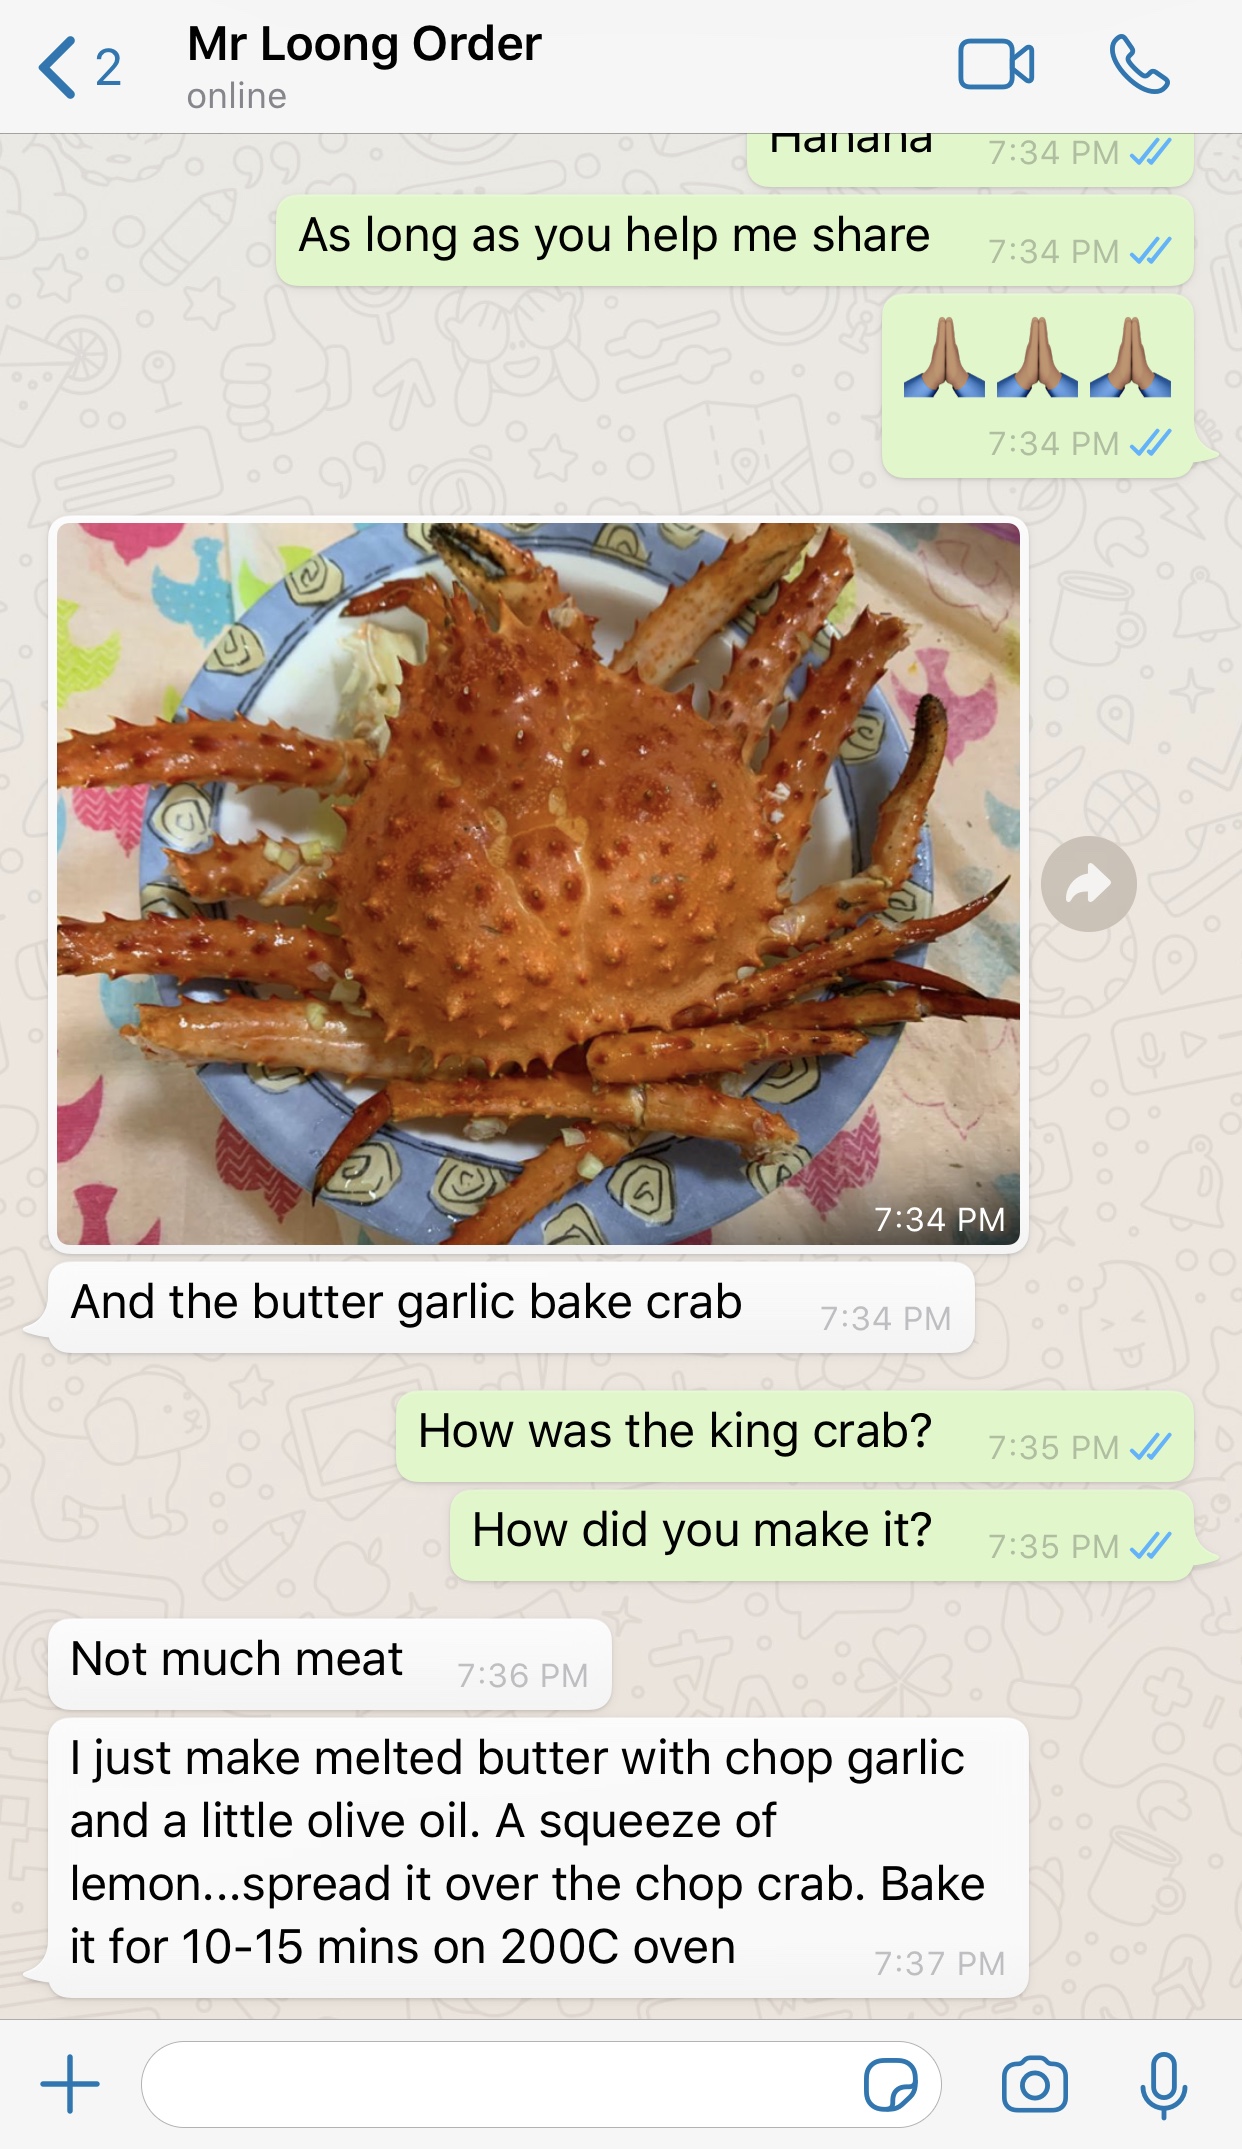 2
Mr Loong Order
online
Hahaha
7:34 PM
As long as you help me share
7:34 PM
🙏🏽🙏🏽🙏🏽
7:34 PM
7:34 PM
And the butter garlic bake crab
7:34 PM
How was the king crab?
7:35 PM
How did you make it?
7:35 PM
Not much meat
7:36 PM
I just make melted butter with chop garlic
and a little olive oil. A squeeze of
lemon...spread it over the chop crab. Bake
it for 10-15 mins on 200C oven
7:37 PM